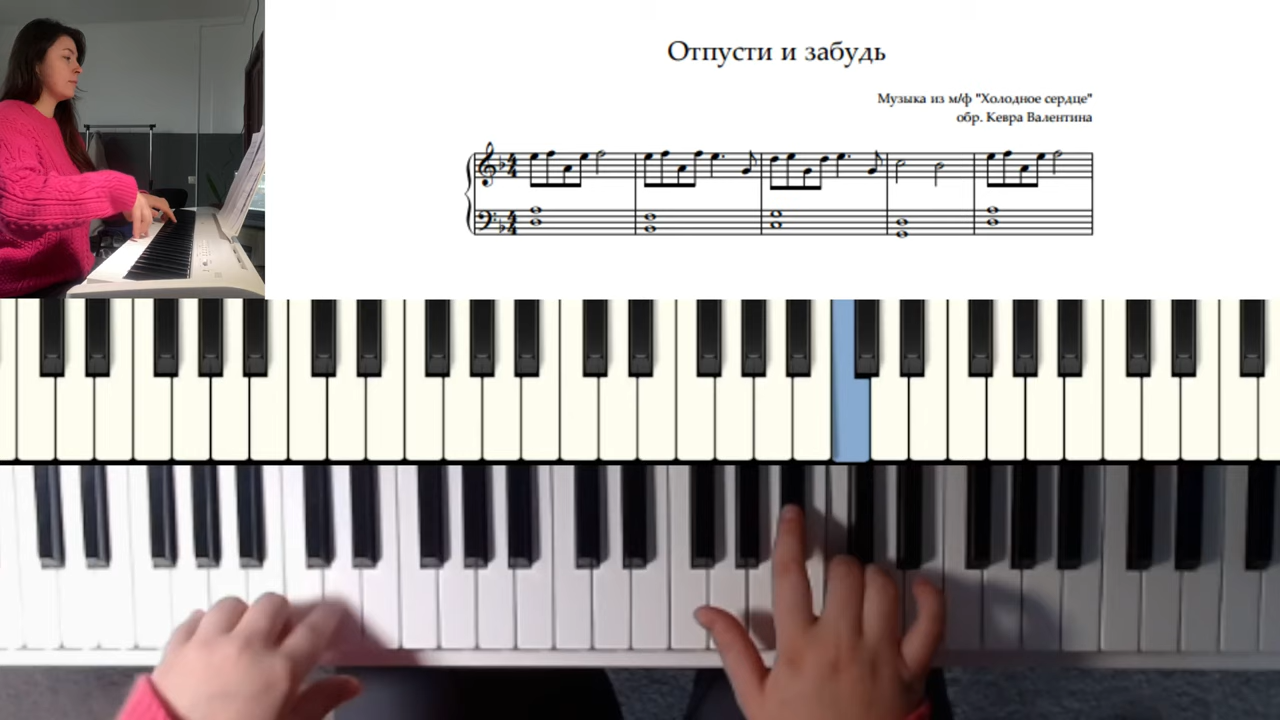 Отпусти и забудь
Музыка из м/ф "Холодное сердце"
обр. Кевра Валентина